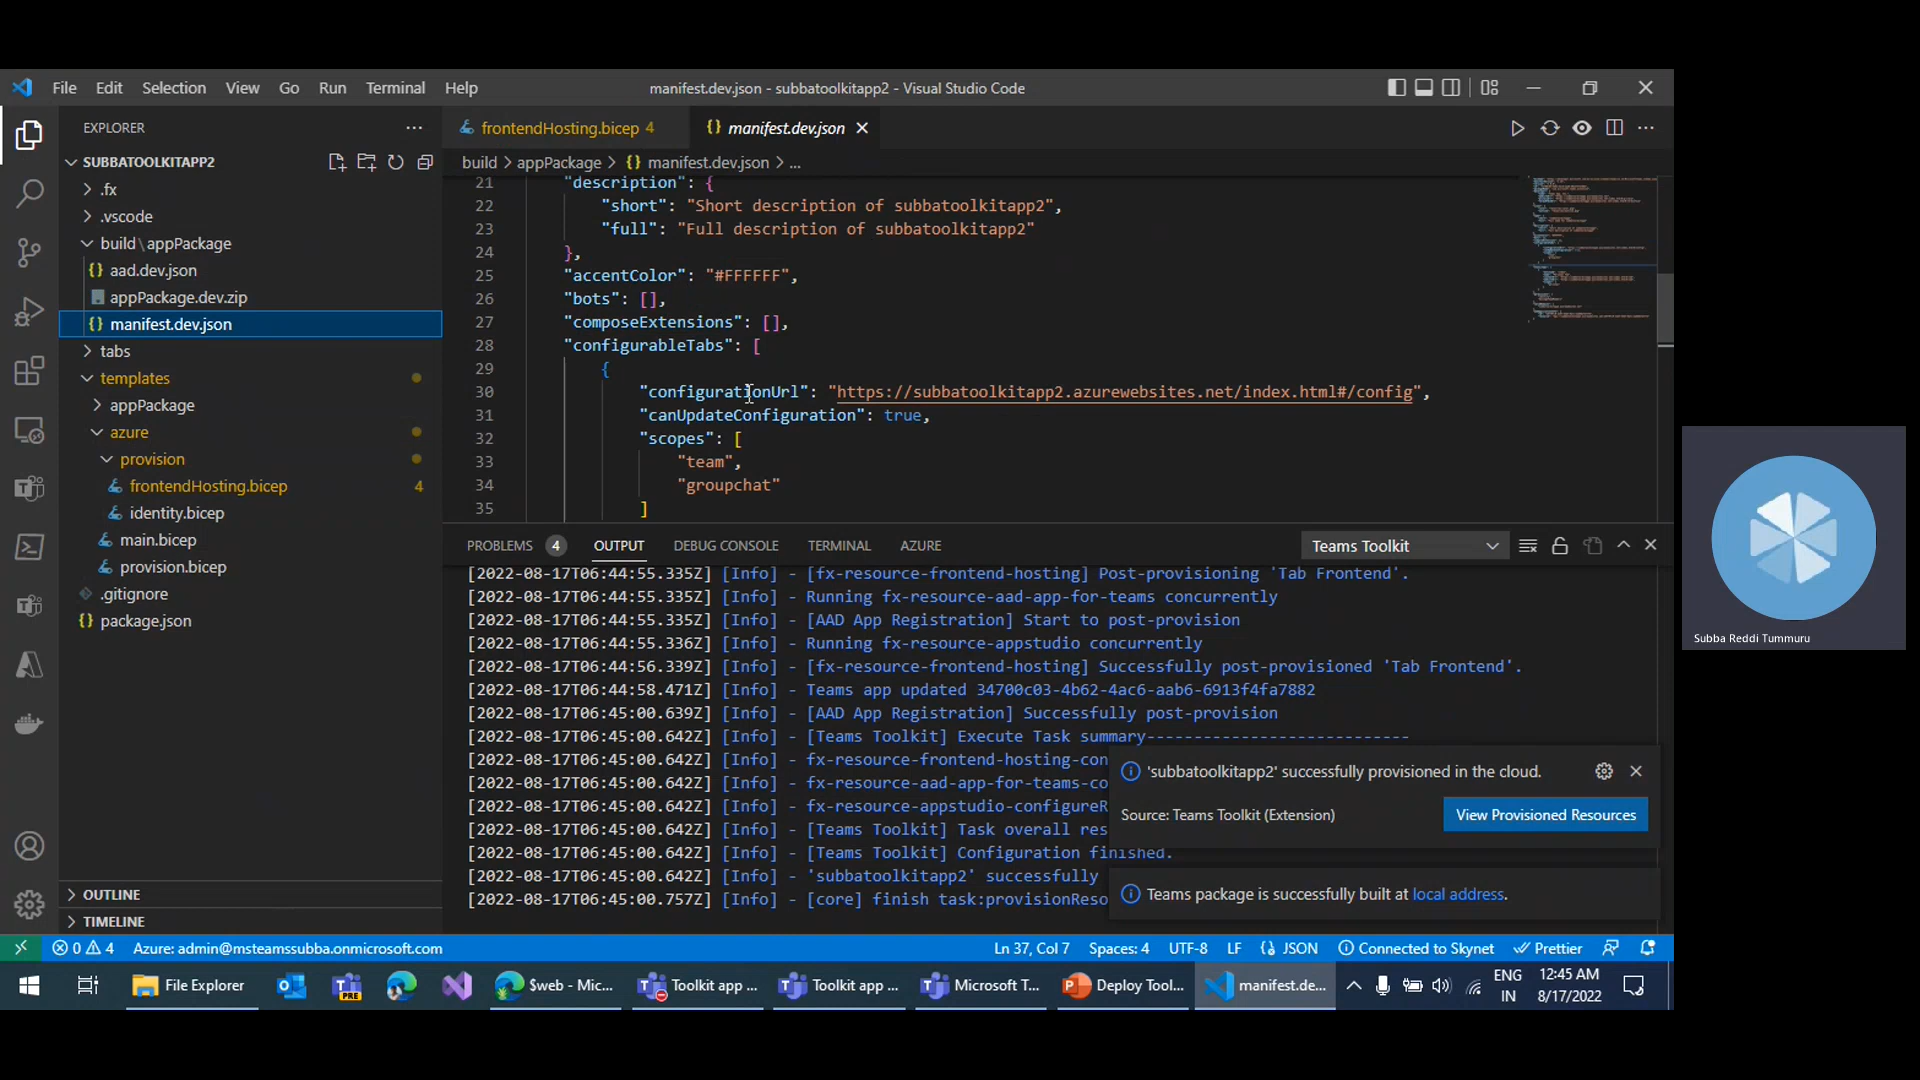 File Edit Selection View Go Run Terminal Help
manifest.dev.json - subbatoolkitapp2 - Visual Studio Code
EXPLORER
SUBBATOOLKITAPP2
.fx
.vscode
build\appPackage
aad.dev.json
appPackage.dev.zip
manifest.dev.json
tabs
templates
appPackage
azure
provision
frontendHosting.bicep 4
identity.bicep
main.bicep
provision.bicep
.gitignore
package.json
OUTLINE
TIMELINE
frontendHosting.bicep 4
manifest.dev.json
build > appPackage > {} manifest.dev.json > ...
21 "description": {
22 "short": "Short description of subbatoolkitapp2",
23 "full": "Full description of subbatoolkitapp2"
24 },
25 "accentColor": "#FFFFFF",
26 "bots": [],
27 "composeExtensions": [],
28 "configurableTabs": [
29 {
30 "configurationUrl": "https://subbatoolkitapp2.azurewebsites.net/index.html#/config",
31 "canUpdateConfiguration": true,
32 "scopes": [
33 "team",
34 "groupchat"
35 ]
PROBLEMS 4 OUTPUT DEBUG CONSOLE TERMINAL AZURE
Teams Toolkit
[2022-08-17T06:44:55.335Z] [Info] - [fx-resource-frontend-hosting] Post-provisioning 'Tab Frontend'.
[2022-08-17T06:44:55.335Z] [Info] - Running fx-resource-aad-app-for-teams concurrently
[2022-08-17T06:44:55.335Z] [Info] - [AAD App Registration] Start to post-provision
[2022-08-17T06:44:55.336Z] [Info] - Running fx-resource-appstudio concurrently
[2022-08-17T06:44:56.339Z] [Info] - [fx-resource-frontend-hosting] Successfully post-provisioned 'Tab Frontend'.
[2022-08-17T06:44:58.471Z] [Info] - Teams app updated 34700c03-4b62-4ac6-aab6-6913f4fa7882
[2022-08-17T06:45:00.639Z] [Info] - [AAD App Registration] Successfully post-provision
[2022-08-17T06:45:00.642Z] [Info] - [Teams Toolkit] Execute Task summary----------------------------
[2022-08-17T06:45:00.642Z] [Info] - fx-resource-frontend-hosting-con
[2022-08-17T06:45:00.642Z] [Info] - fx-resource-aad-app-for-teams-co
[2022-08-17T06:45:00.642Z] [Info] - fx-resource-appstudio-configureR
[2022-08-17T06:45:00.642Z] [Info] - [Teams Toolkit] Task overall res
[2022-08-17T06:45:00.642Z] [Info] - [Teams Toolkit] Configuration finished.
[2022-08-17T06:45:00.642Z] [Info] - 'subbatoolkitapp2' successfully
[2022-08-17T06:45:00.757Z] [Info] - [core] finish task:provisionReso
'subbatoolkitapp2' successfully provisioned in the cloud.
Source: Teams Toolkit (Extension)
View Provisioned Resources
Teams package is successfully built at local address.
0 4 Azure: admin@msteamssubba.onmicrosoft.com
Ln 37, Col 7 Spaces: 4 UTF-8 LF {} JSON Connected to Skynet Prettier
File Explorer
PRE
$web - Mic...
Toolkit app ...
Toolkit app ...
Microsoft T...
Deploy Tool...
manifest.de...
ENG
IN
12:45 AM
8/17/2022
Subba Reddi Tummuru